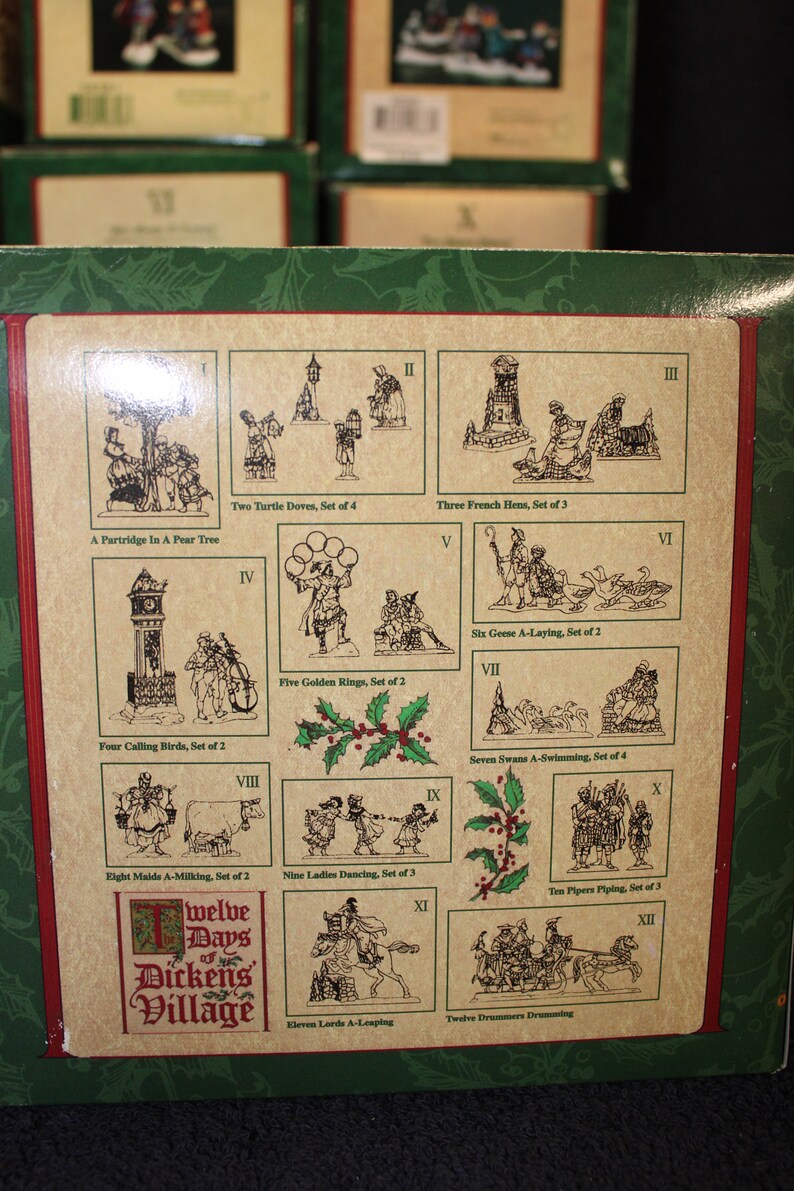 VI
X
I
II
III
A Partridge In A Pear Tree
Two Turtle Doves, Set of 4
Three French Hens, Set of 3
IV
V
VI
Four Calling Birds, Set of 2
Five Golden Rings, Set of 2
Six Geese A-Laying, Set of 2
VII
Seven Swans A-Swimming, Set of 4
VIII
IX
X
Eight Maids A-Milking, Set of 2
Nine Ladies Dancing, Set of 3
Ten Pipers Piping, Set of 3
The Twelve
Days
of
Dickens'
Village
XI
XII
Eleven Lords A-Leaping
Twelve Drummers Drumming